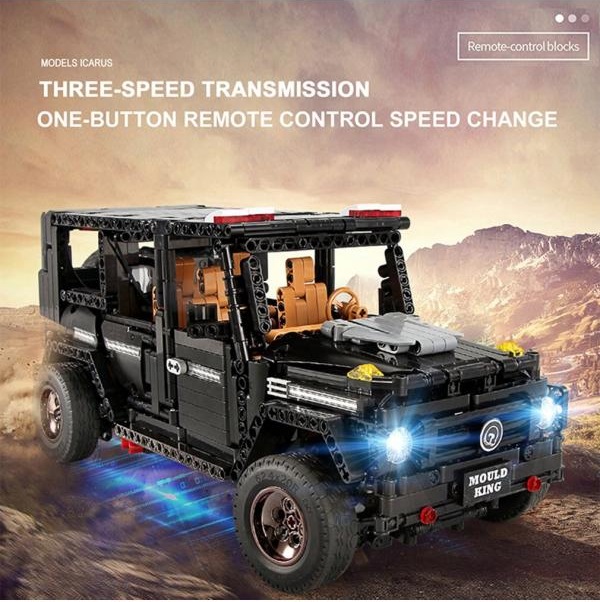 Remote-control blocks
MODELS ICARUS
THREE-SPEED TRANSMISSION
ONE-BUTTON REMOTE CONTROL SPEED CHANGE
MOULD
KING